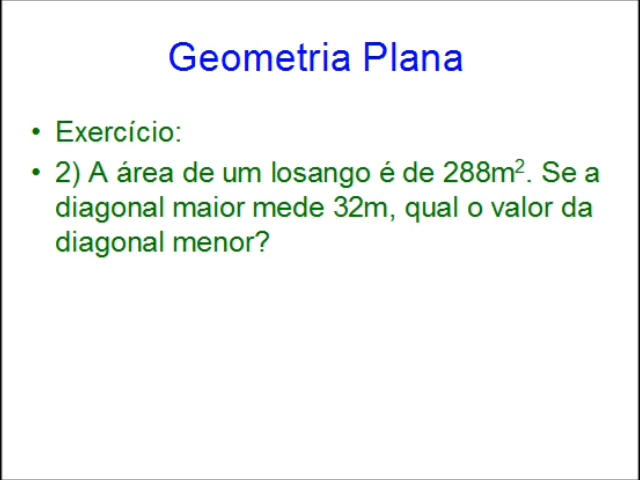 Geometria Plana
• Exercício:
• 2) A área de um losango é de 288m². Se a
diagonal maior mede 32m, qual o valor da
diagonal menor?